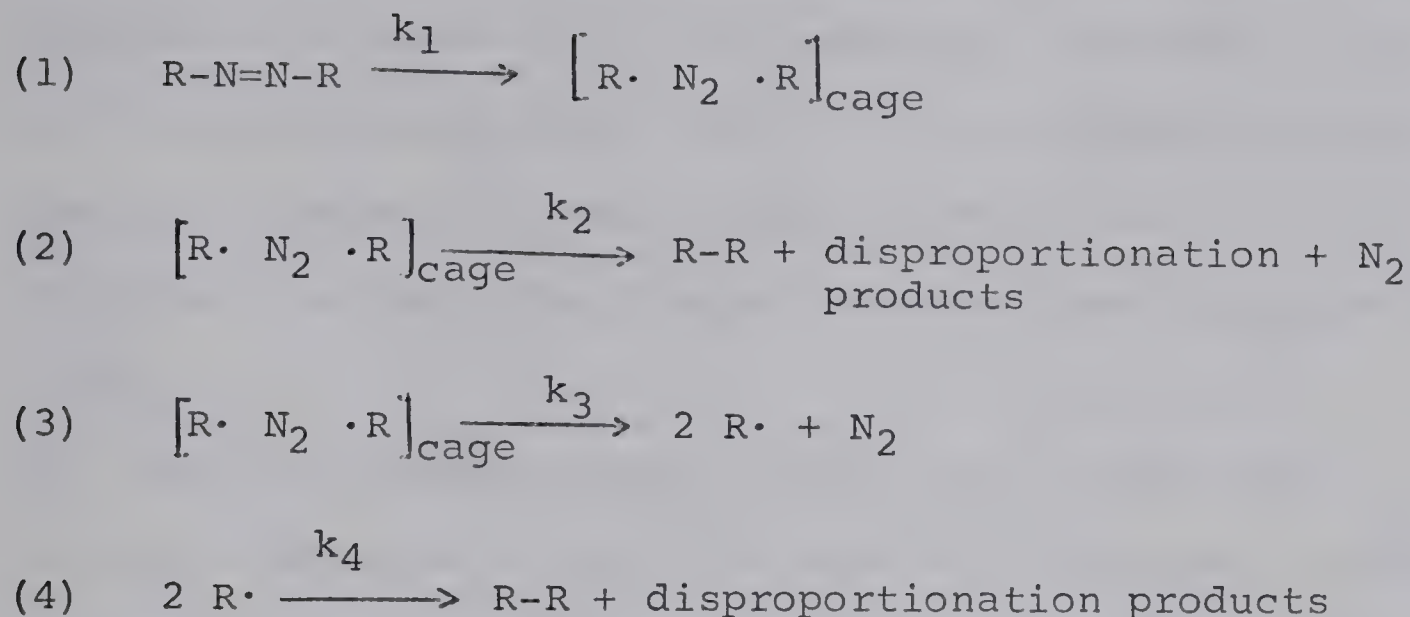 k1
(1) R-N=N-R ⟶ [R· N2 ·R]cage
k2
(2) [R· N2 ·R]cage ⟶ R-R + disproportionation + N2
products
k3
(3) [R· N2 ·R]cage ⟶ 2 R· + N2
k4
(4) 2 R· ⟶ R-R + disproportionation products